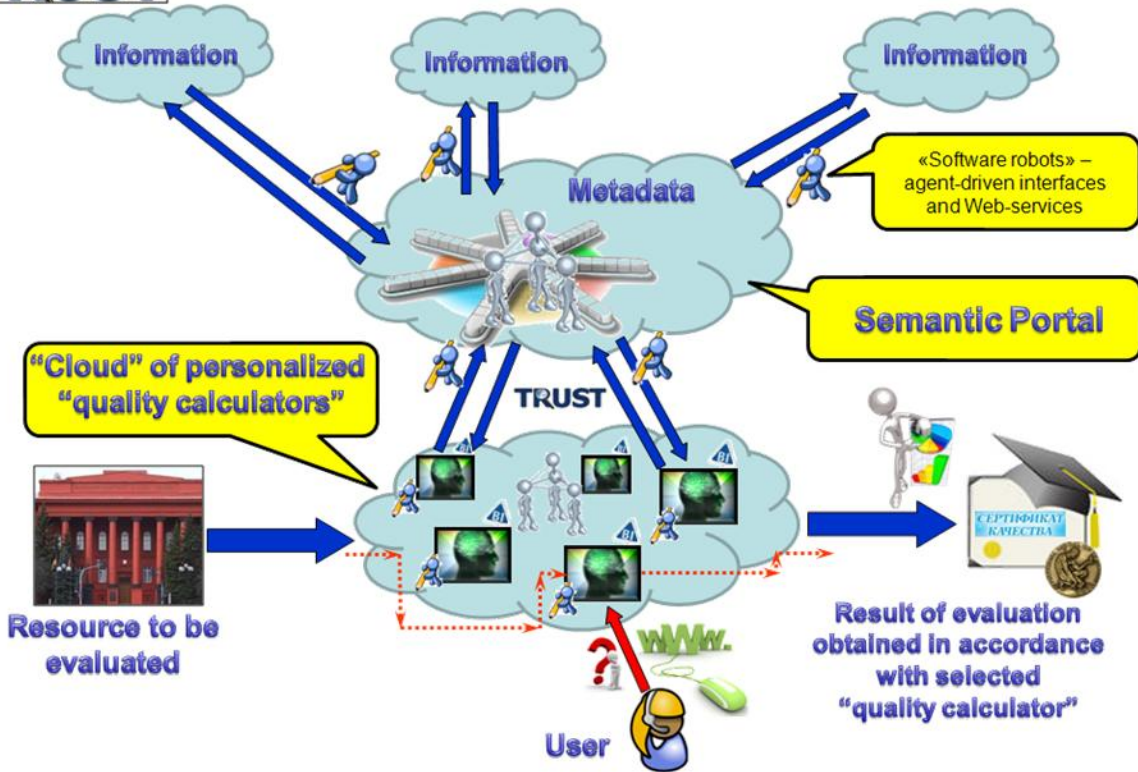 Information
Information
Information
«Software robots» –
agent-driven interfaces
and Web-services
Metadata
Semantic Portal
“Cloud” of personalized
“quality calculators”
TRUST
BI
BI
BI
BI
BI
СЕРТИФИКАТ
КАЧЕСТВА
Resource to be
evaluated
www.
User
Result of evaluation
obtained in accordance
with selected
“quality calculator”